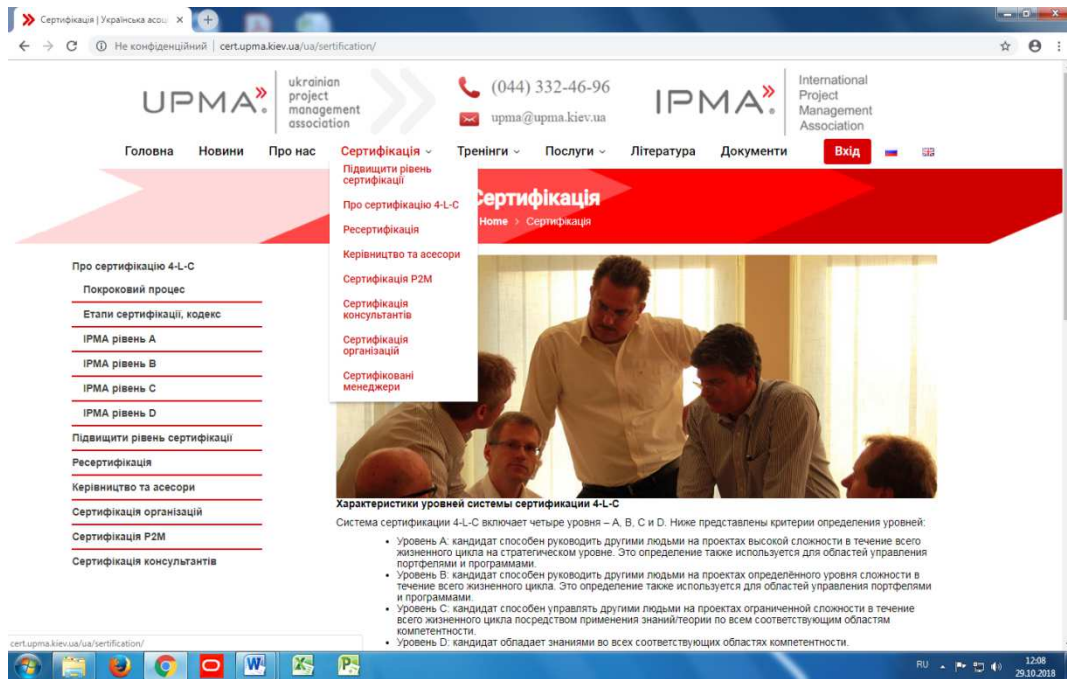 Сертифікація | Українська асоц
Не конфіденційний | cert.upma.kiev.ua/ua/sertification/
UPMA
ukrainian
project
management
association
(044) 332-46-96
upma@upma.kiev.ua
IPMA
International
Project
Management
Association
Головна Новини Про нас Сертифікація Тренінги Послуги Література Документи Вхід
Підвищити рівень
сертифікації
Про сертифікацію 4-L-C
Ресертифікація
Керівництво та асесори
Сертифікація P2M
Сертифікація
консультантів
Сертифікація
організацій
Сертифіковані
менеджери
Сертифікація
Home > Сертифікація
Про сертифікацію 4-L-C
Покроковий процес
Етапи сертифікації, кодекс
IPMA рівень A
IPMA рівень B
IPMA рівень C
IPMA рівень D
Підвищити рівень сертифікації
Ресертифікація
Керівництво та асесори
Сертифікація організацій
Сертифікація P2M
Сертифікація консультантів
Характеристики уровней системы сертификации 4-L-C
Система сертификации 4-L-C включает четыре уровня – A, B, C и D. Ниже представлены критерии определения уровней:
• Уровень A: кандидат способен руководить другими людьми на проектах высокой сложности в течение всего
жизненного цикла на стратегическом уровне. Это определение также используется для областей управления
портфелями и программами.
• Уровень B: кандидат способен руководить другими людьми на проектах определённого уровня сложности в
течение всего жизненного цикла. Это определение также используется для областей управления портфелями
и программами.
• Уровень C: кандидат способен управлять другими людьми на проектах ограниченной сложности в течение
всего жизненного цикла посредством применения знаний/теории по всем соответствующим областям
компетентности.
• Уровень D: кандидат обладает знаниями во всех соответствующих областях компетентности.
cert.upma.kiev.ua/ua/sertification/
RU
12:08
29.10.2018